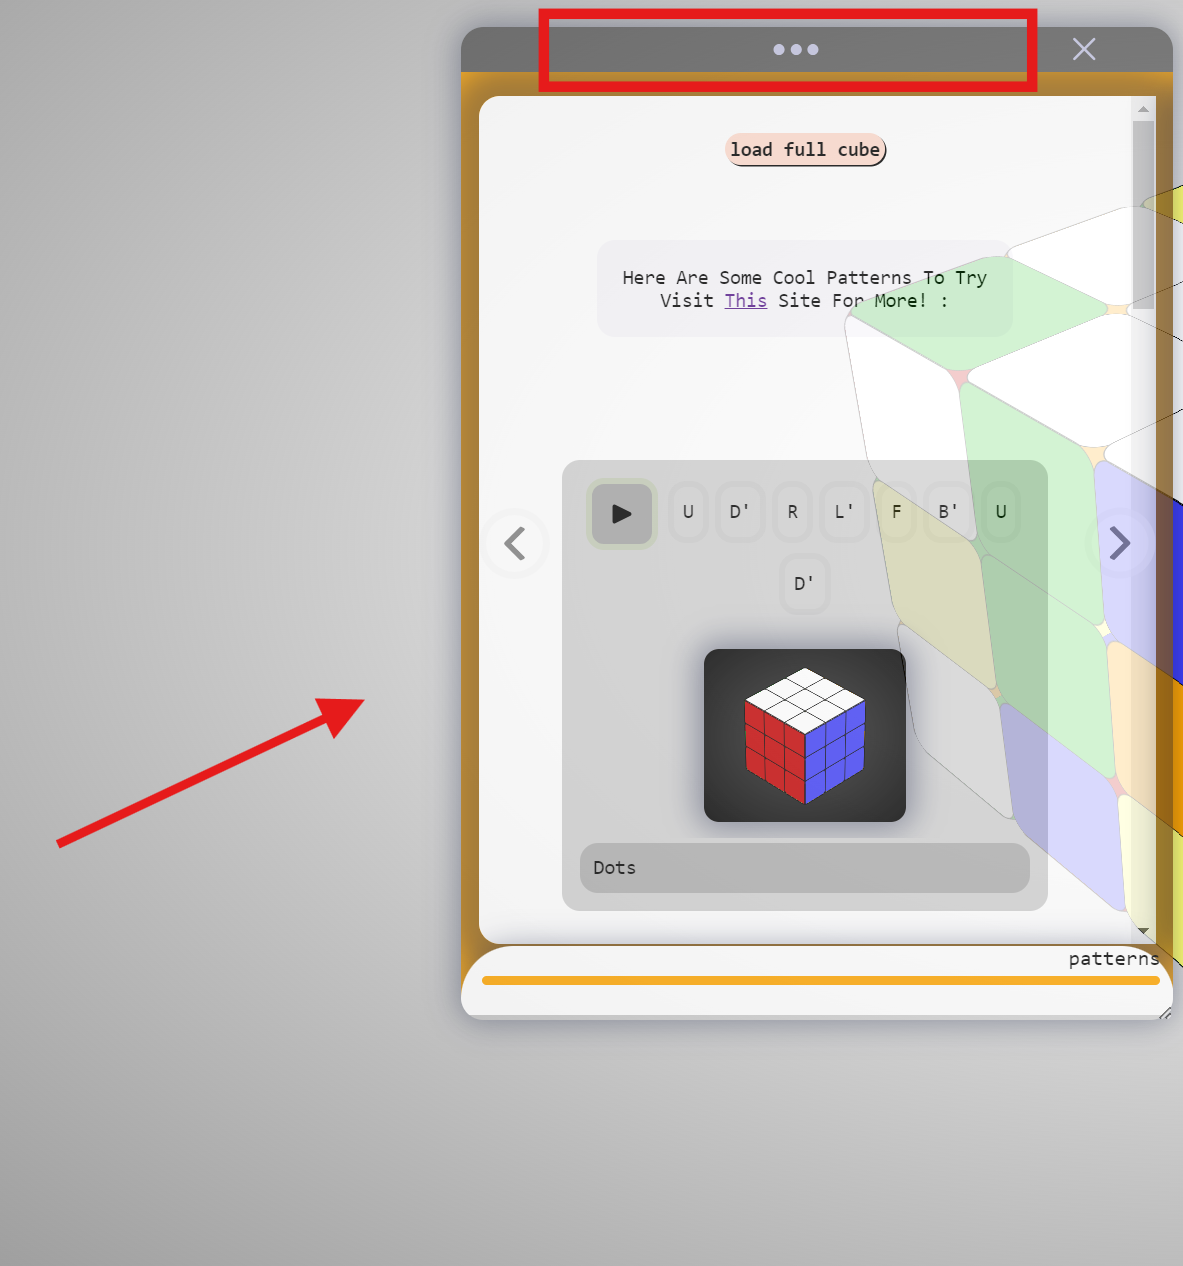 load full cube
Here Are Some Cool Patterns To Try
Visit This Site For More! :
U D' R L' F B' U
D'
Dots
patterns